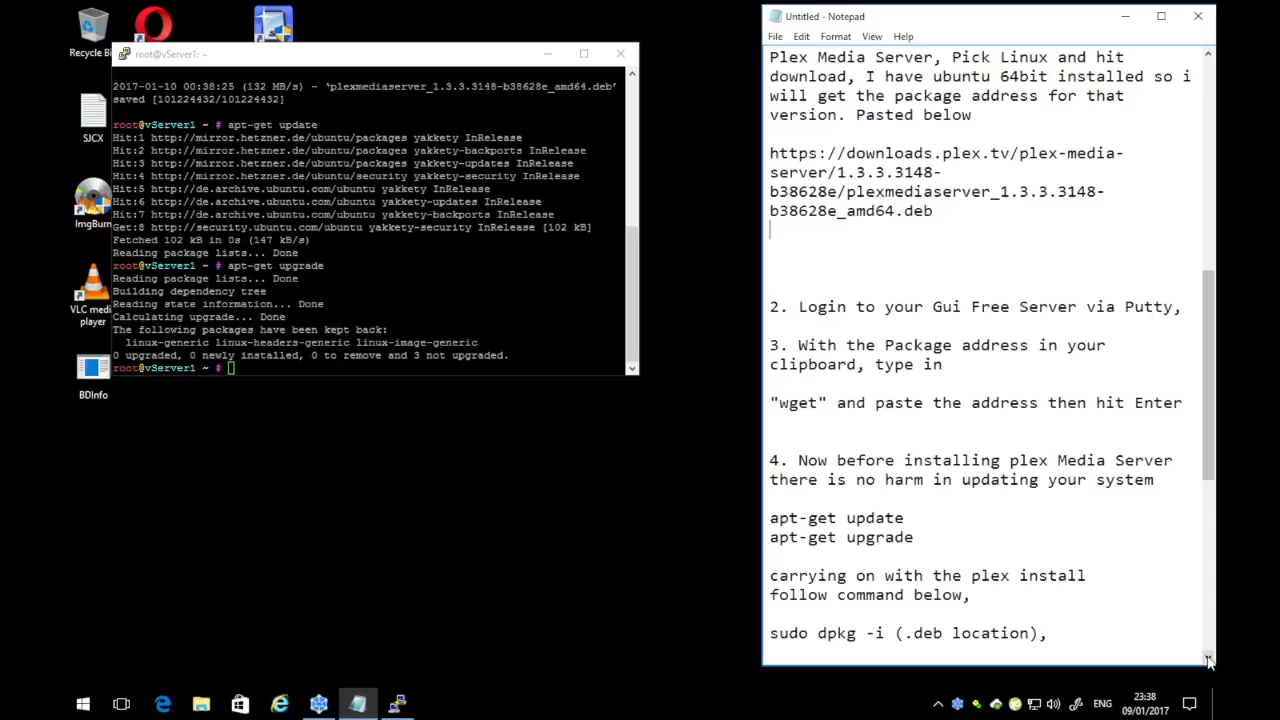 Recycle Bi
SJCX
ImgBurn
VLC medi
player
BDInfo
root@vServer1: ~
2017-01-10 00:38:25 (132 MB/s) - ‘plexmediaserver_1.3.3.3148-b38628e_amd64.deb’
saved [101224432/101224432]
root@vServer1 ~ # apt-get update
Hit:1 http://mirror.hetzner.de/ubuntu/packages yakkety InRelease
Hit:2 http://mirror.hetzner.de/ubuntu/packages yakkety-backports InRelease
Hit:3 http://mirror.hetzner.de/ubuntu/packages yakkety-updates InRelease
Hit:4 http://mirror.hetzner.de/ubuntu/security yakkety-security InRelease
Hit:5 http://de.archive.ubuntu.com/ubuntu yakkety InRelease
Hit:6 http://de.archive.ubuntu.com/ubuntu yakkety-updates InRelease
Hit:7 http://de.archive.ubuntu.com/ubuntu yakkety-backports InRelease
Get:8 http://security.ubuntu.com/ubuntu yakkety-security InRelease [102 kB]
Fetched 102 kB in 0s (147 kB/s)
Reading package lists... Done
root@vServer1 ~ # apt-get upgrade
Reading package lists... Done
Building dependency tree
Reading state information... Done
Calculating upgrade... Done
The following packages have been kept back:
linux-generic linux-headers-generic linux-image-generic
0 upgraded, 0 newly installed, 0 to remove and 3 not upgraded.
root@vServer1 ~ #
Untitled - Notepad
File Edit Format View Help
Plex Media Server, Pick Linux and hit
download, I have ubuntu 64bit installed so i
will get the package address for that
version. Pasted below
https://downloads.plex.tv/plex-media-
server/1.3.3.3148-
b38628e/plexmediaserver_1.3.3.3148-
b38628e_amd64.deb
2. Login to your Gui Free Server via Putty,
3. With the Package address in your
clipboard, type in
"wget" and paste the address then hit Enter
4. Now before installing plex Media Server
there is no harm in updating your system
apt-get update
apt-get upgrade
carrying on with the plex install
follow command below,
sudo dpkg -i (.deb location),
ENG
23:38
09/01/2017